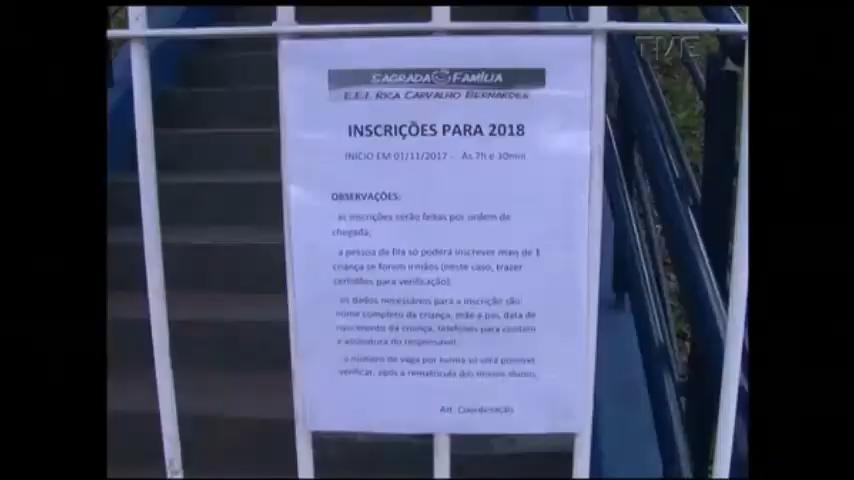 TVE
SAGRADA FAMÍLIA
E.E.I. RICA CARVALHO BERNARDES
INSCRIÇÕES PARA 2018
INÍCIO EM 01/11/2017 - Às 7h e 30min
OBSERVAÇÕES:
as inscrições serão feitas por ordem de
chegada;
a pessoa da fila só poderá inscrever mais de 1
criança se forem irmãos (neste caso, trazer
certidões para verificação);
os dados necessários para a inscrição são
nome completo da criança, mãe e pai, data de
nascimento da criança, telefones para contato
e assinatura do responsável.
o número de vaga por turma só será possível
verificar, após a rematrícula dos nossos alunos.
Att. Coordenação